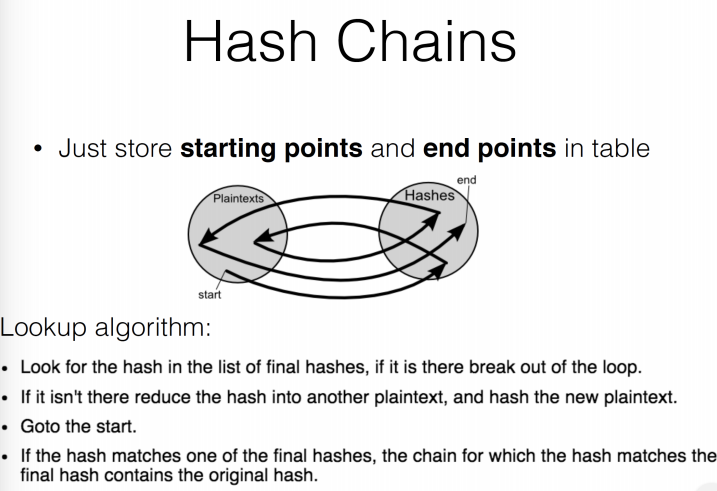 Hash Chains
• Just store starting points and end points in table
end
Plaintexts
Hashes
start
Lookup algorithm:
• Look for the hash in the list of final hashes, if it is there break out of the loop.
• If it isn't there reduce the hash into another plaintext, and hash the new plaintext.
• Goto the start.
• If the hash matches one of the final hashes, the chain for which the hash matches the
final hash contains the original hash.